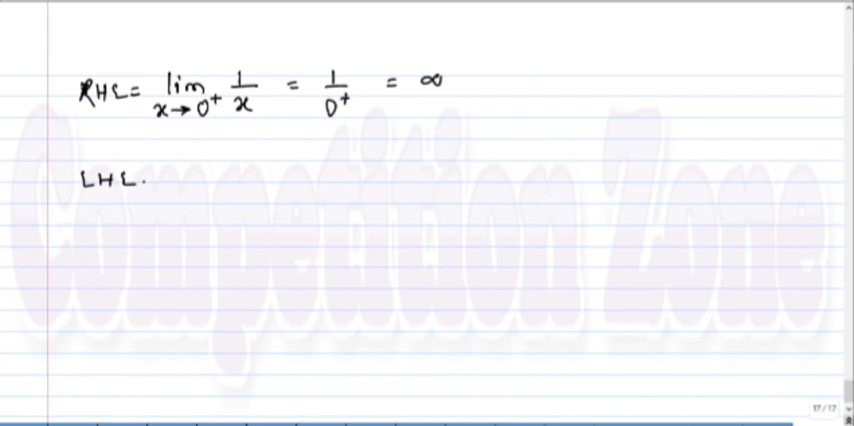 RHL = lim x→0⁺ 1/x = 1/0⁺ = ∞
LHL.
Competition Zone
17 / 17